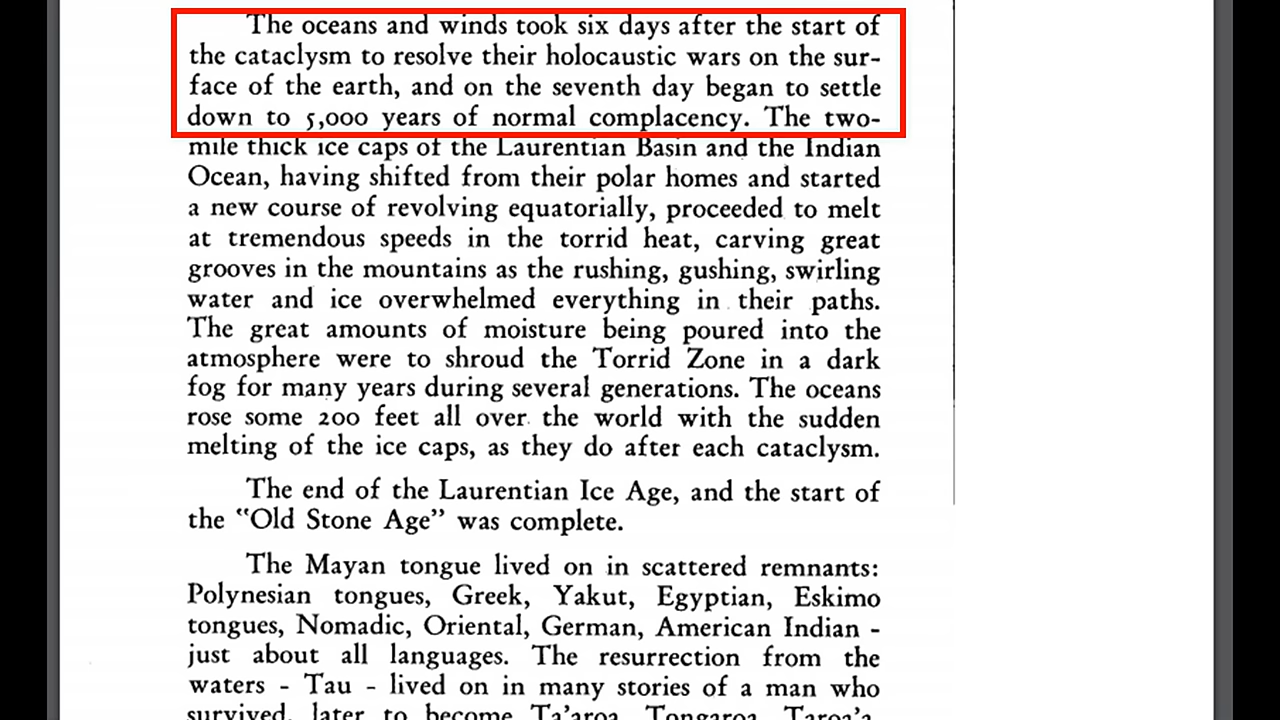 The oceans and winds took six days after the start of
the cataclysm to resolve their holocaustic wars on the sur-
face of the earth, and on the seventh day began to settle
down to 5,000 years of normal complacency. The two-
mile thick ice caps of the Laurentian Basin and the Indian
Ocean, having shifted from their polar homes and started
a new course of revolving equatorially, proceeded to melt
at tremendous speeds in the torrid heat, carving great
grooves in the mountains as the rushing, gushing, swirling
water and ice overwhelmed everything in their paths.
The great amounts of moisture being poured into the
atmosphere were to shroud the Torrid Zone in a dark
fog for many years during several generations. The oceans
rose some 200 feet all over the world with the sudden
melting of the ice caps, as they do after each cataclysm.
The end of the Laurentian Ice Age, and the start of
the "Old Stone Age" was complete.
The Mayan tongue lived on in scattered remnants:
Polynesian tongues, Greek, Yakut, Egyptian, Eskimo
tongues, Nomadic, Oriental, German, American Indian -
just about all languages. The resurrection from the
waters - Tau - lived on in many stories of a man who
survived, later to become Ta'aroa, Tongaroa, Taroa'a,